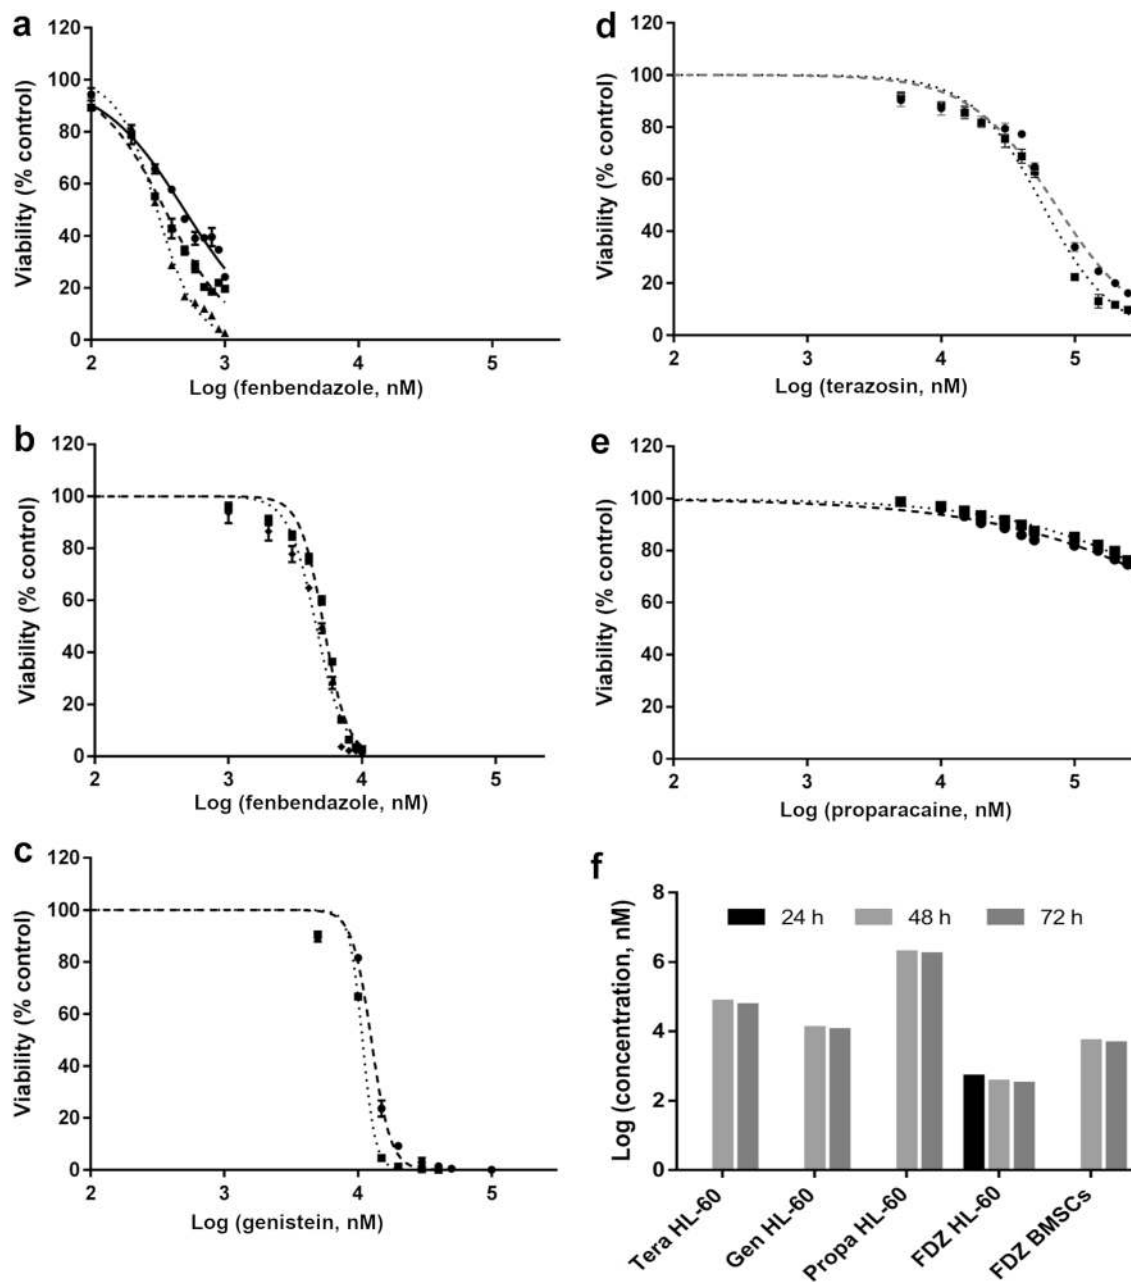 a
120
100
80
60
40
20
0
Viability (% control)
2 3 4 5
Log (fenbendazole, nM)
d
120
100
80
60
40
20
0
Viability (% control)
2 3 4 5
Log (terazosin, nM)
b
120
100
80
60
40
20
0
Viability (% control)
2 3 4 5
Log (fenbendazole, nM)
e
120
100
80
60
40
20
0
Viability (% control)
2 3 4 5
Log (proparacaine, nM)
c
120
100
80
60
40
20
0
Viability (% control)
2 3 4 5
Log (genistein, nM)
f
8
6
4
2
0
Log (concentration, nM)
24 h 48 h 72 h
Tera HL-60
Gen HL-60
Propa HL-60
FDZ HL-60
FDZ BMSCs